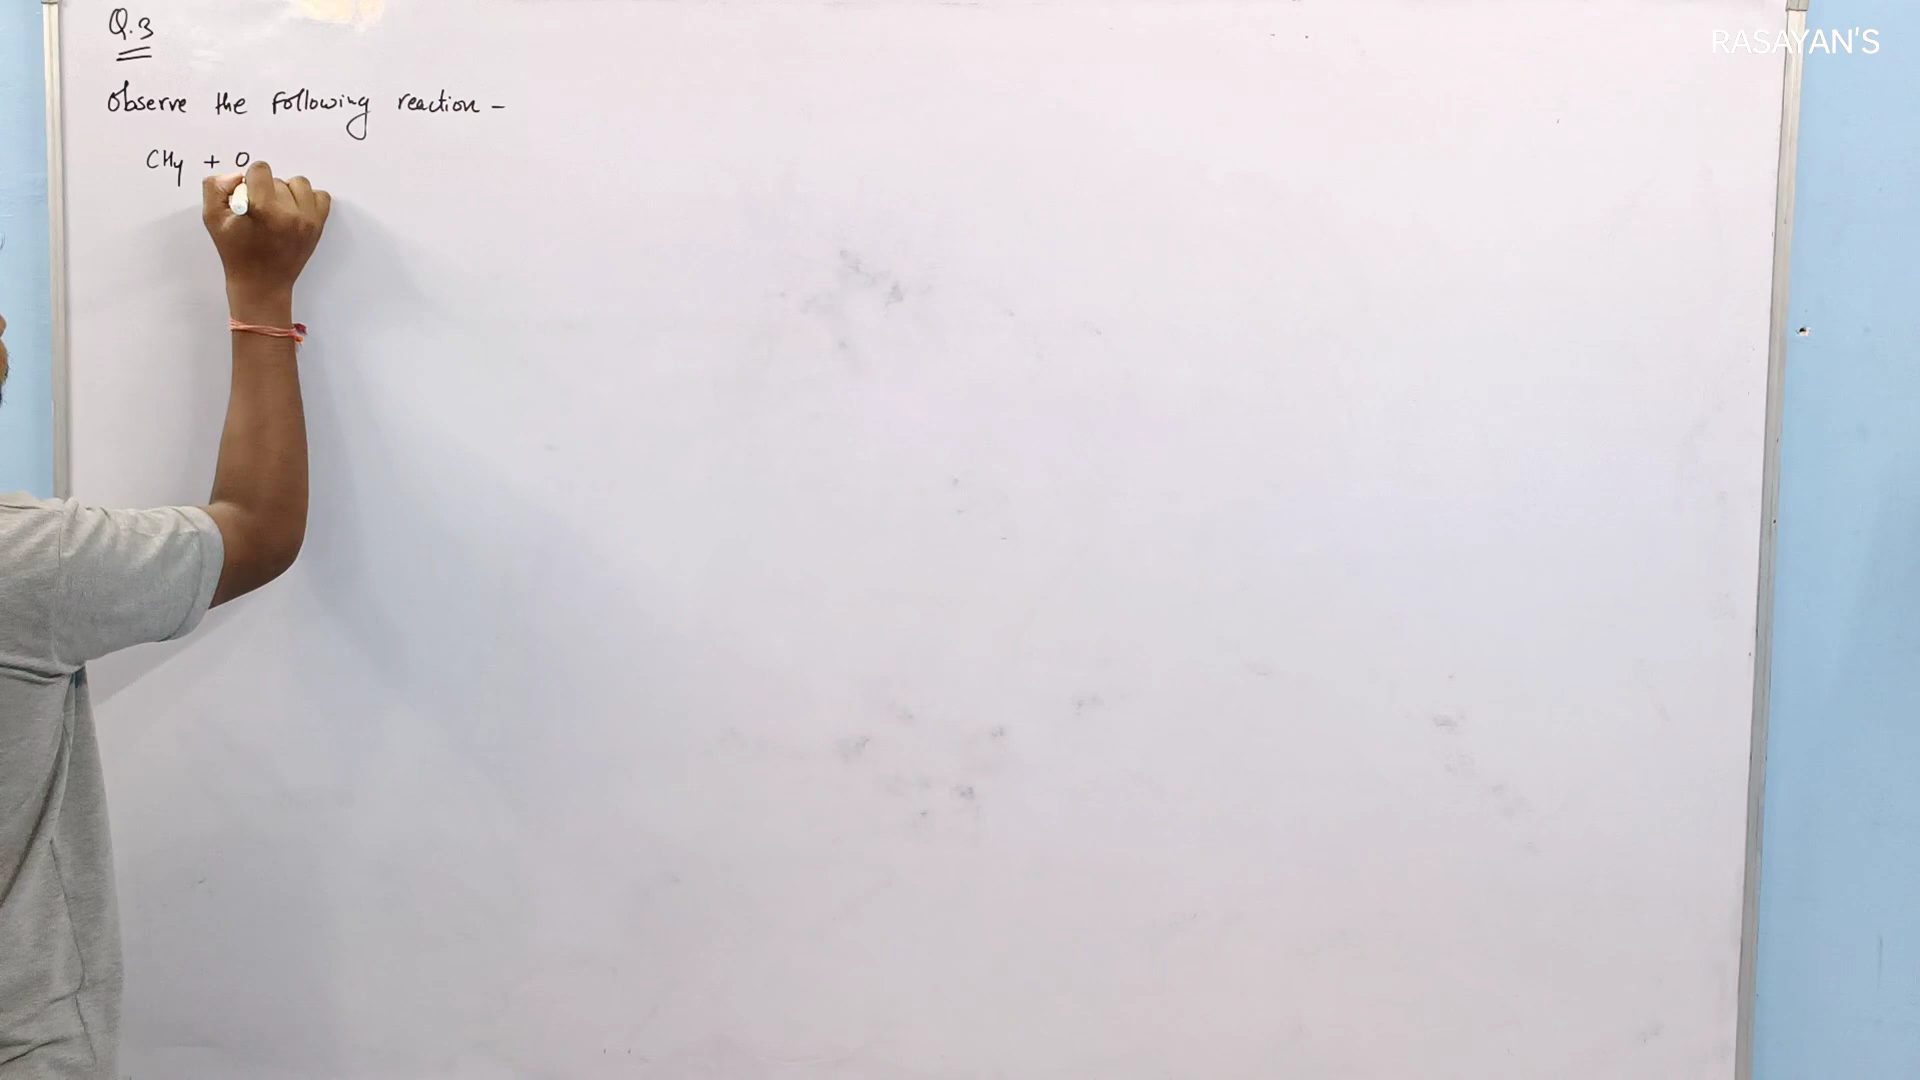 Q.3
RASAYAN'S
Observe the following reaction -
CH4 + O